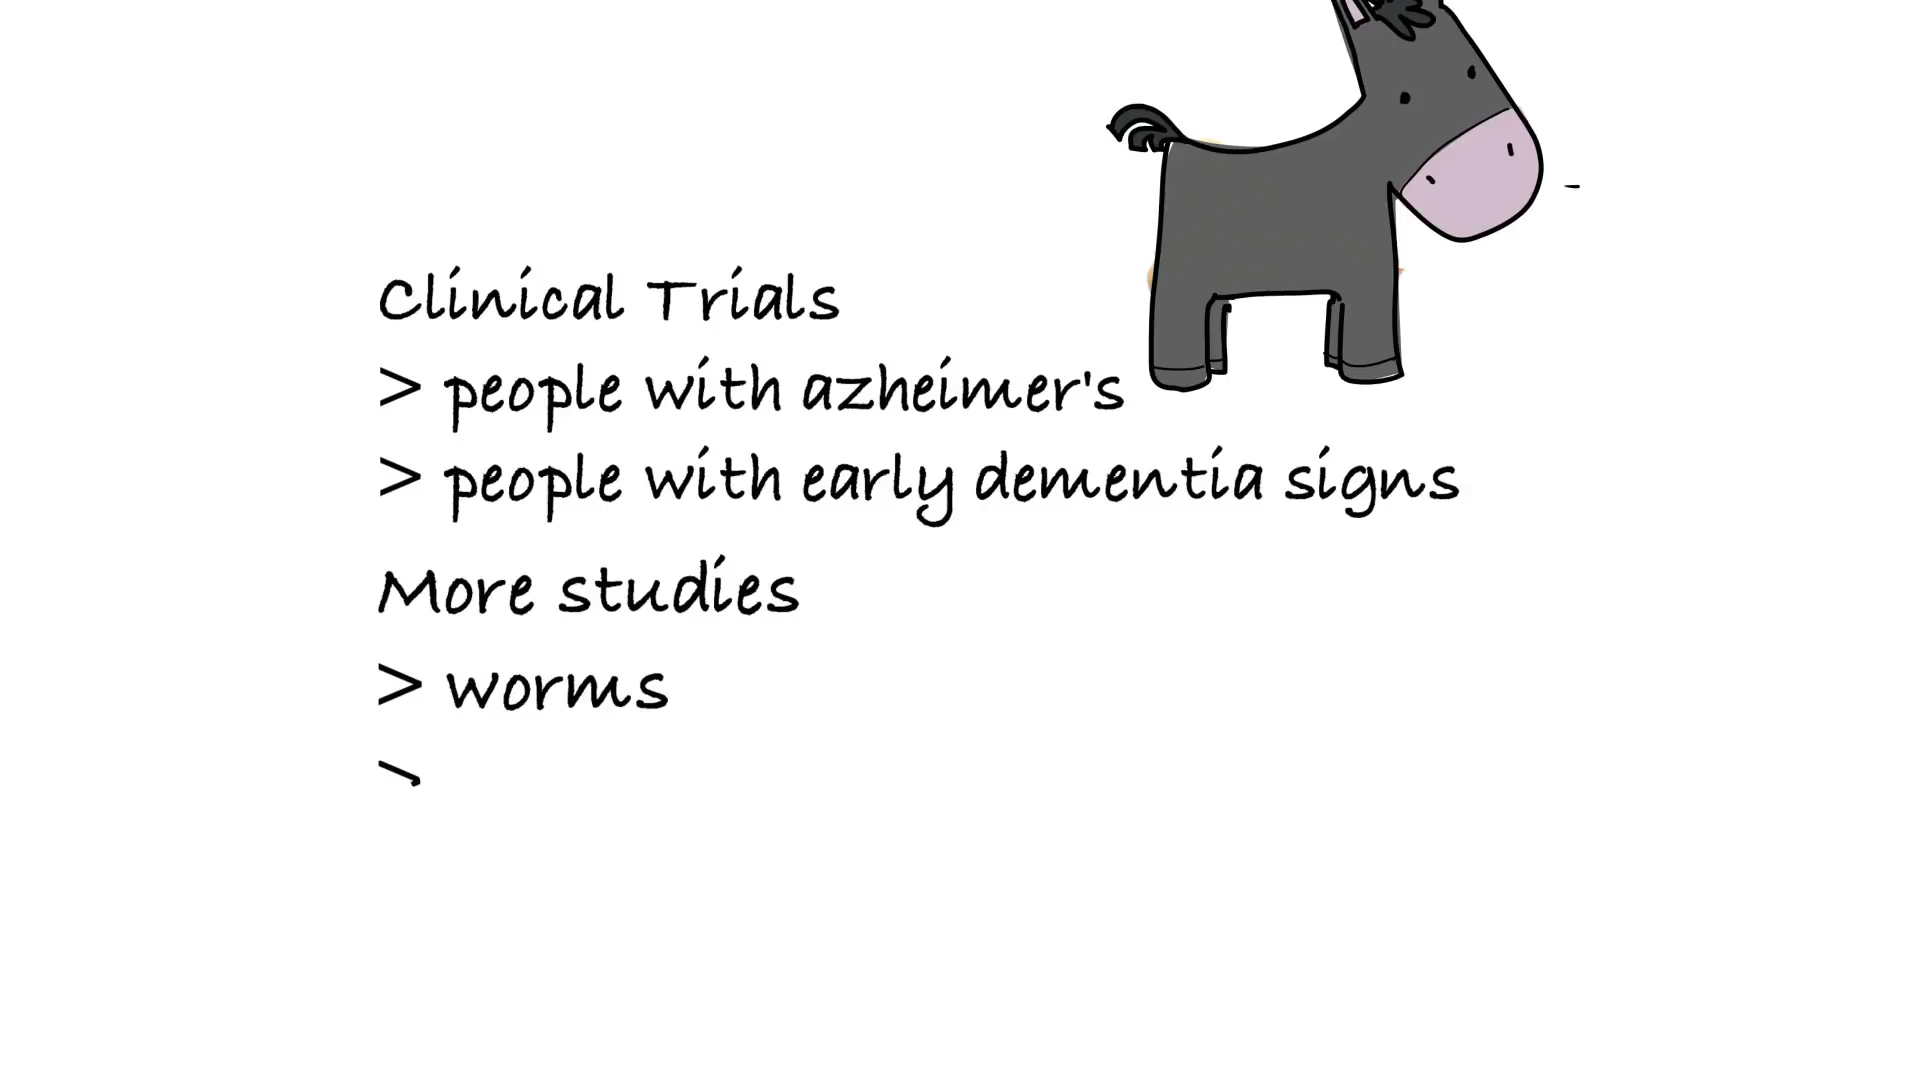 Clinical Trials
> people with azheimer's
> people with early dementia signs
More studies
> worms